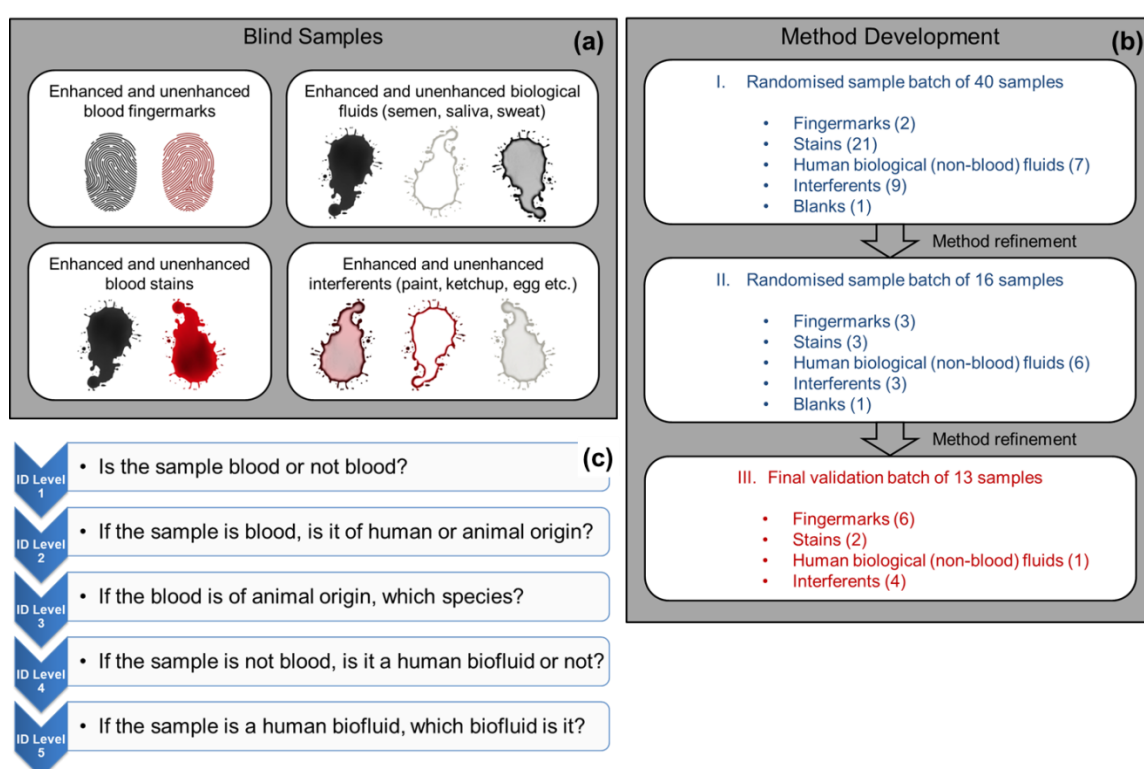 Blind Samples
(a)
Enhanced and unenhanced
blood fingermarks
Enhanced and unenhanced biological
fluids (semen, saliva, sweat)
Enhanced and unenhanced
blood stains
Enhanced and unenhanced
interferents (paint, ketchup, egg etc.)
Method Development
(b)
I. Randomised sample batch of 40 samples
• Fingermarks (2)
• Stains (21)
• Human biological (non-blood) fluids (7)
• Interferents (9)
• Blanks (1)
Method refinement
II. Randomised sample batch of 16 samples
• Fingermarks (3)
• Stains (3)
• Human biological (non-blood) fluids (6)
• Interferents (3)
• Blanks (1)
Method refinement
III. Final validation batch of 13 samples
• Fingermarks (6)
• Stains (2)
• Human biological (non-blood) fluids (1)
• Interferents (4)
(c)
ID Level
1
• Is the sample blood or not blood?
ID Level
2
• If the sample is blood, is it of human or animal origin?
ID Level
3
• If the blood is of animal origin, which species?
ID Level
4
• If the sample is not blood, is it a human biofluid or not?
ID Level
5
• If the sample is a human biofluid, which biofluid is it?